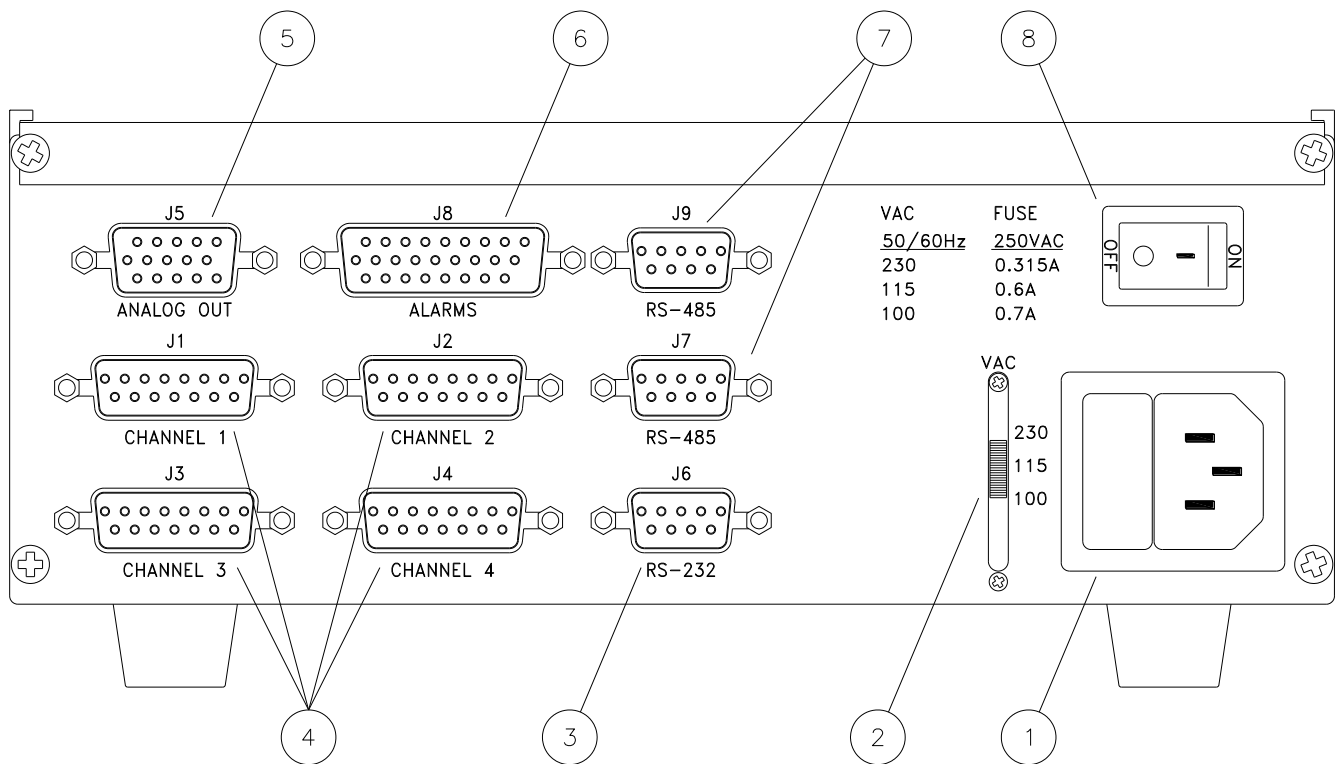 5
6
7
8
J5
J8
J9
ANALOG OUT
ALARMS
RS-485
VAC FUSE
50/60Hz 250VAC
230 0.315A
115 0.6A
100 0.7A
OFF
ON
J1
J2
J7
CHANNEL 1
CHANNEL 2
RS-485
VAC
230
115
100
J3
J4
J6
CHANNEL 3
CHANNEL 4
RS-232
4
3
2
1